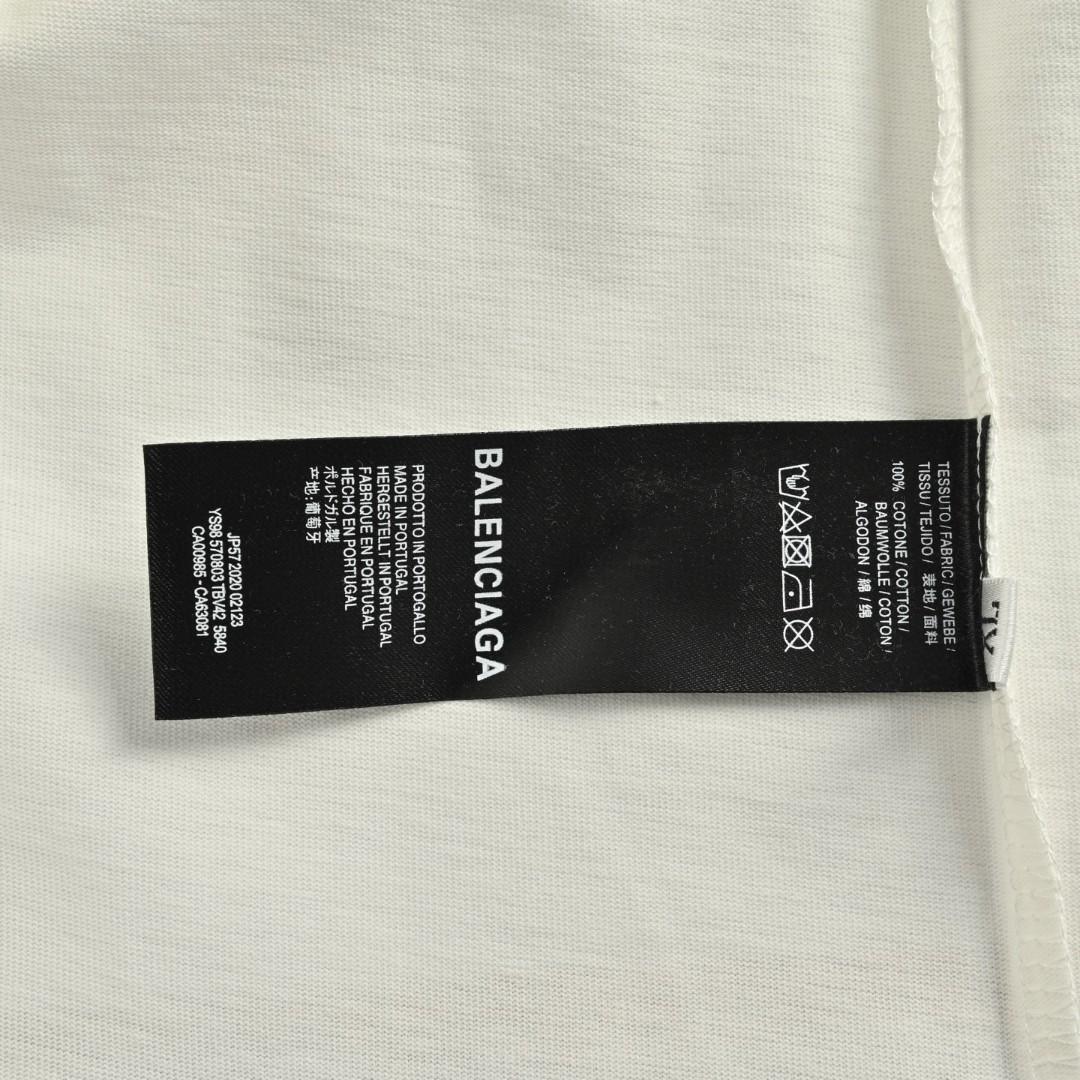 TESSUTO / FABRIC / GEWEBE /
TISSU / TEJIDO / 表地 / 面料
100% COTONE / COTTON /
BAUMWOLLE / COTON /
ALGODON / 綿 / 绵
BALENCIAGA
PRODOTTO IN PORTOGALLO
MADE IN PORTUGAL
HERGESTELLT IN PORTUGAL
FABRIQUE EN PORTUGAL
HECHO EN PORTUGAL
ポルトガル製
产地:葡萄牙
JP57 2020 02123
YS98 570803 TBV42 5840
CA00985 - CA63081